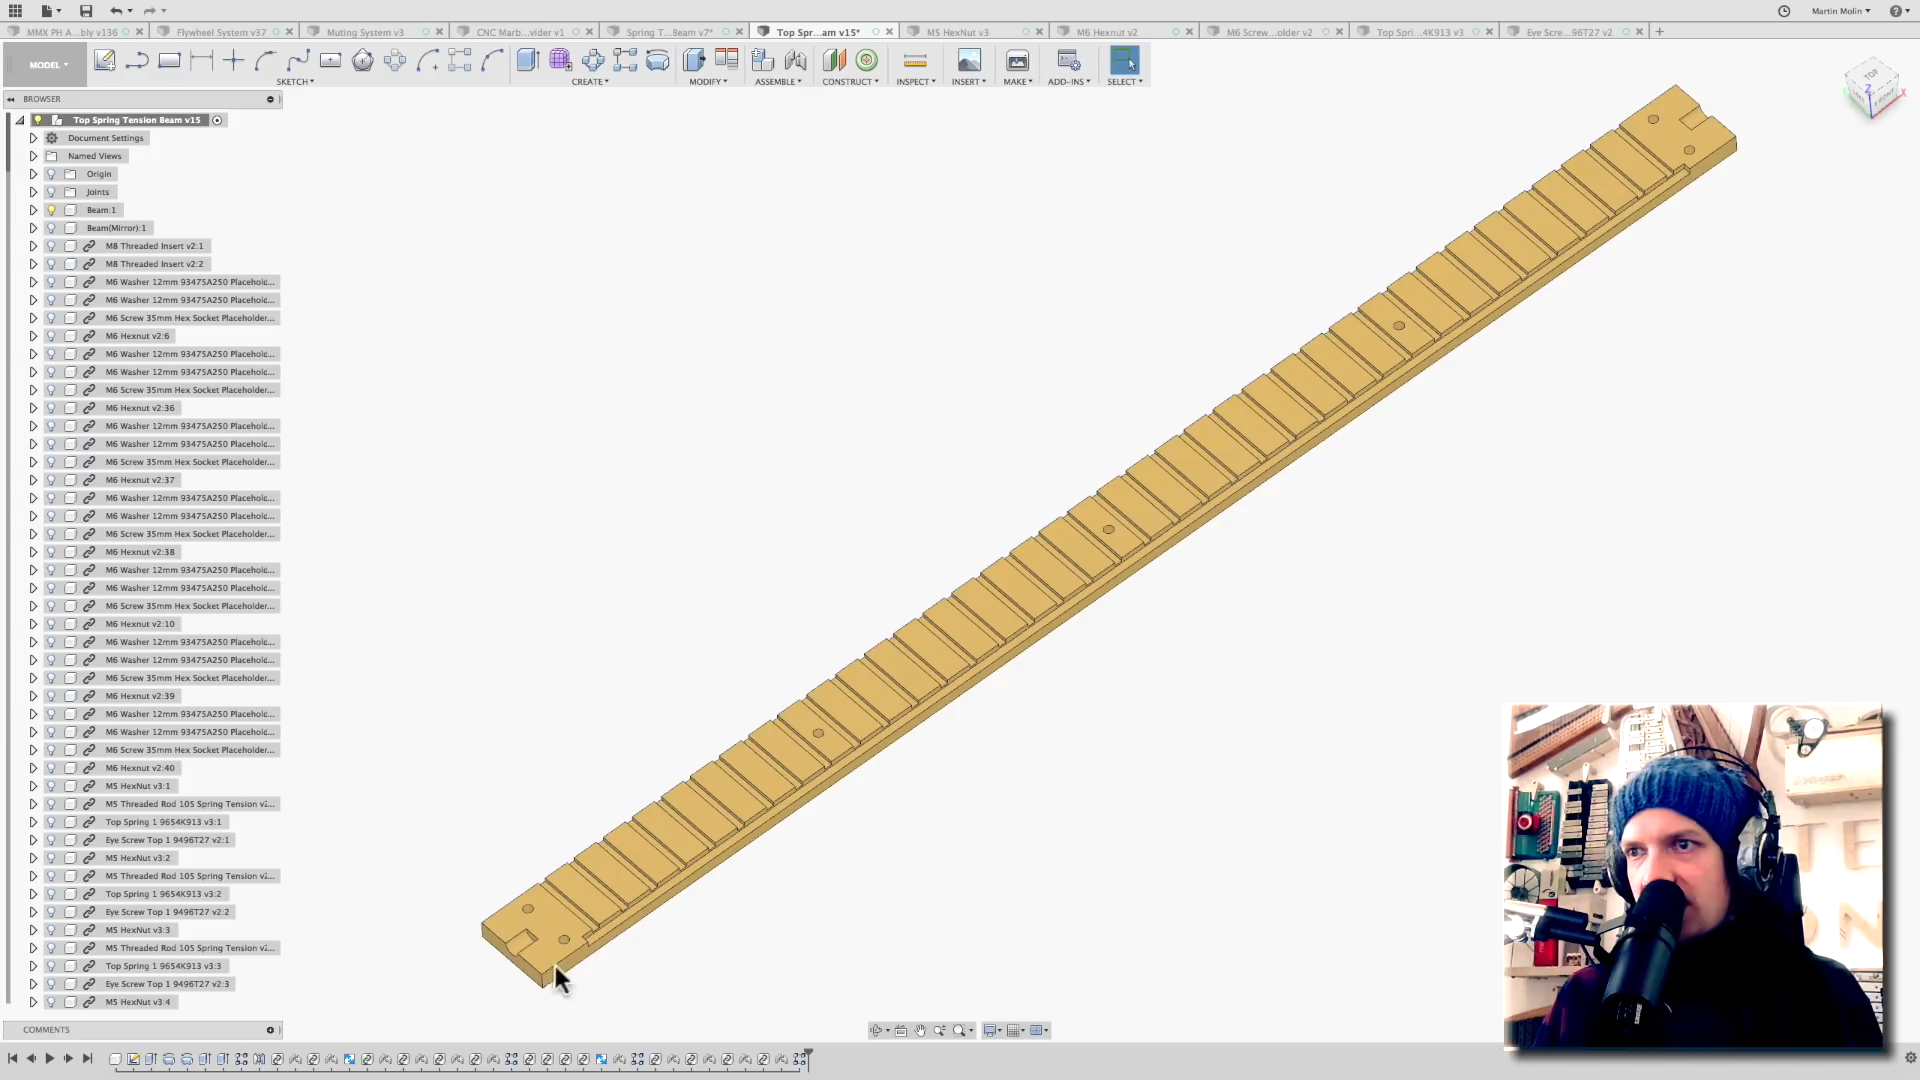 Martin Molin
MMX PH A...bly v136
Flywheel System v37
Muting System v3
CNC Marb...vider v1
Spring T...Beam v7*
Top Spr...am v15*
M5 HexNut v3
M6 Hexnut v2
M6 Screw...older v2
Top Spri...4K913 v3
Eye Scre...96T27 v2
MODEL
SKETCH
CREATE
MODIFY
ASSEMBLE
CONSTRUCT
INSPECT
INSERT
MAKE
ADD-INS
SELECT
TOP
FRONT
Z
X
BROWSER
Top Spring Tension Beam v15
Document Settings
Named Views
Origin
Joints
Beam:1
Beam(Mirror):1
M8 Threaded Insert v2:1
M8 Threaded Insert v2:2
M6 Washer 12mm 93475A250 Placehold...
M6 Washer 12mm 93475A250 Placehold...
M6 Screw 35mm Hex Socket Placeholder...
M6 Hexnut v2:6
M6 Washer 12mm 93475A250 Placehold...
M6 Washer 12mm 93475A250 Placehold...
M6 Screw 35mm Hex Socket Placeholder...
M6 Hexnut v2:36
M6 Washer 12mm 93475A250 Placehold...
M6 Washer 12mm 93475A250 Placehold...
M6 Screw 35mm Hex Socket Placeholder...
M6 Hexnut v2:37
M6 Washer 12mm 93475A250 Placehold...
M6 Washer 12mm 93475A250 Placehold...
M6 Screw 35mm Hex Socket Placeholder...
M6 Hexnut v2:38
M6 Washer 12mm 93475A250 Placehold...
M6 Washer 12mm 93475A250 Placehold...
M6 Screw 35mm Hex Socket Placeholder...
M6 Hexnut v2:10
M6 Washer 12mm 93475A250 Placehold...
M6 Washer 12mm 93475A250 Placehold...
M6 Screw 35mm Hex Socket Placeholder...
M6 Hexnut v2:39
M6 Washer 12mm 93475A250 Placehold...
M6 Washer 12mm 93475A250 Placehold...
M6 Screw 35mm Hex Socket Placeholder...
M6 Hexnut v2:40
M5 HexNut v3:1
M5 Threaded Rod 105 Spring Tension v2...
Top Spring 1 9654K913 v3:1
Eye Screw Top 1 9496T27 v2:1
M5 HexNut v3:2
M5 Threaded Rod 105 Spring Tension v2...
Top Spring 1 9654K913 v3:2
Eye Screw Top 1 9496T27 v2:2
M5 HexNut v3:3
M5 Threaded Rod 105 Spring Tension v2...
Top Spring 1 9654K913 v3:3
Eye Screw Top 1 9496T27 v2:3
M5 HexNut v3:4
COMMENTS